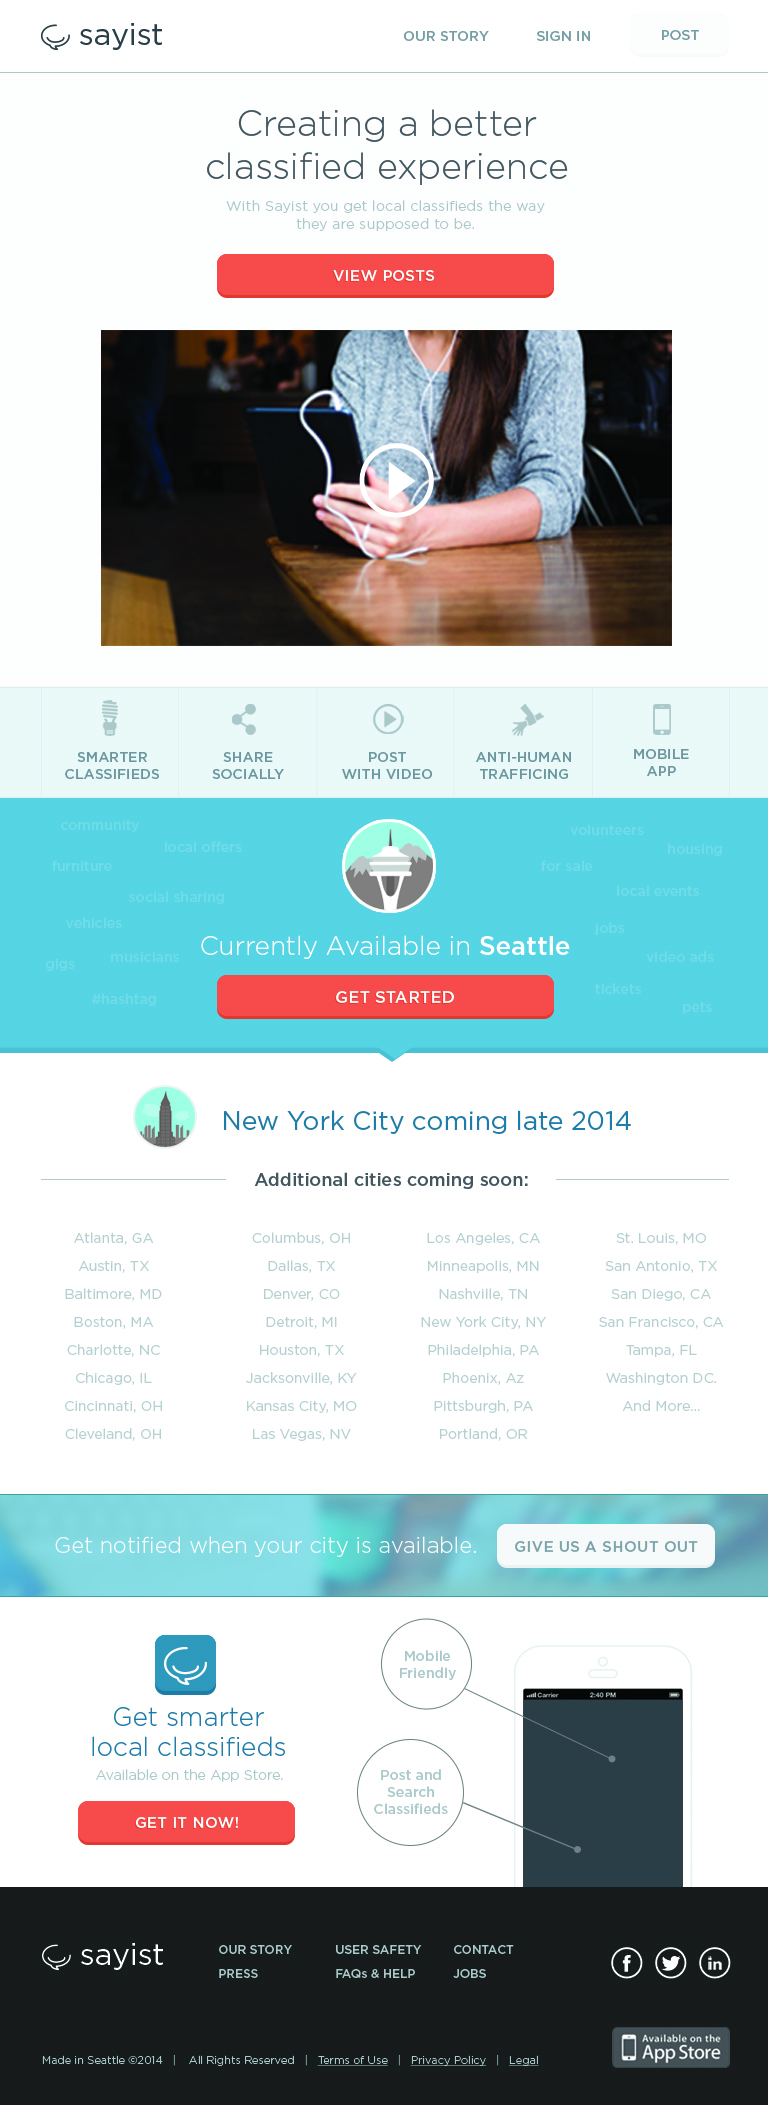 sayist
OUR STORY
SIGN IN
POST
Creating a better
classified experience
With Sayist you get local classifieds the way
they are supposed to be.
VIEW POSTS
SMARTER
CLASSIFIEDS
SHARE
SOCIALLY
POST
WITH VIDEO
ANTI-HUMAN
TRAFFICING
MOBILE
APP
community
local offers
furniture
social sharing
vehicles
musicians
gigs
#hashtag
volunteers
housing
for sale
local events
jobs
video ads
tickets
pets
Currently Available in Seattle
GET STARTED
New York City coming late 2014
Additional cities coming soon:
Atlanta, GA
Austin, TX
Baltimore, MD
Boston, MA
Charlotte, NC
Chicago, IL
Cincinnati, OH
Cleveland, OH
Columbus, OH
Dallas, TX
Denver, CO
Detroit, MI
Houston, TX
Jacksonville, KY
Kansas City, MO
Las Vegas, NV
Los Angeles, CA
Minneapolis, MN
Nashville, TN
New York City, NY
Philadelphia, PA
Phoenix, Az
Pittsburgh, PA
Portland, OR
St. Louis, MO
San Antonio, TX
San Diego, CA
San Francisco, CA
Tampa, FL
Washington DC.
And More...
Get notified when your city is available.
GIVE US A SHOUT OUT
Get smarter
local classifieds
Available on the App Store.
GET IT NOW!
Mobile
Friendly
Post and
Search
Classifieds
Carrier
2:40 PM
sayist
OUR STORY
PRESS
USER SAFETY
FAQs & HELP
CONTACT
JOBS
f
in
Made in Seattle ©2014 | All Rights Reserved | Terms of Use | Privacy Policy | Legal
Available on the
App Store